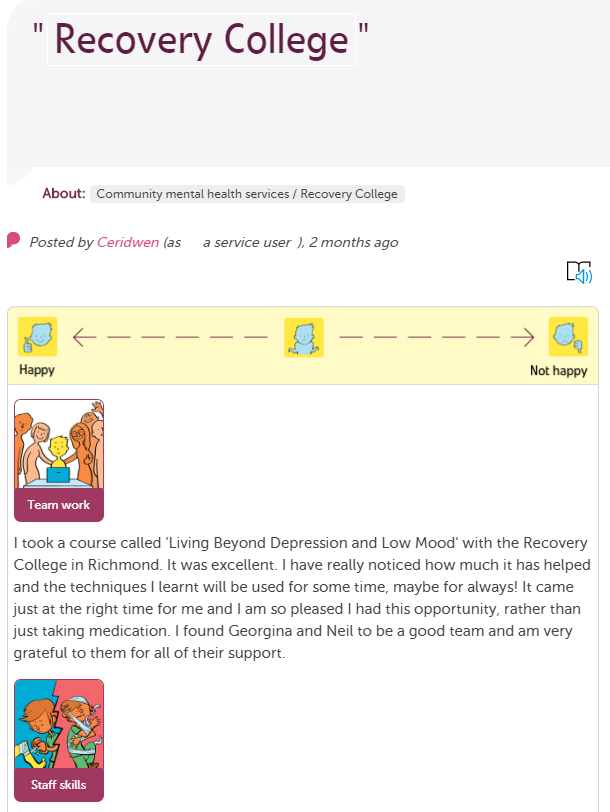 " Recovery College "
About: Community mental health services / Recovery College
Posted by Ceridwen (as a service user ), 2 months ago
Happy
Not happy
Team work
I took a course called 'Living Beyond Depression and Low Mood' with the Recovery
College in Richmond. It was excellent. I have really noticed how much it has helped
and the techniques I learnt will be used for some time, maybe for always! It came
just at the right time for me and I am so pleased I had this opportunity, rather than
just taking medication. I found Georgina and Neil to be a good team and am very
grateful to them for all of their support.
Staff skills